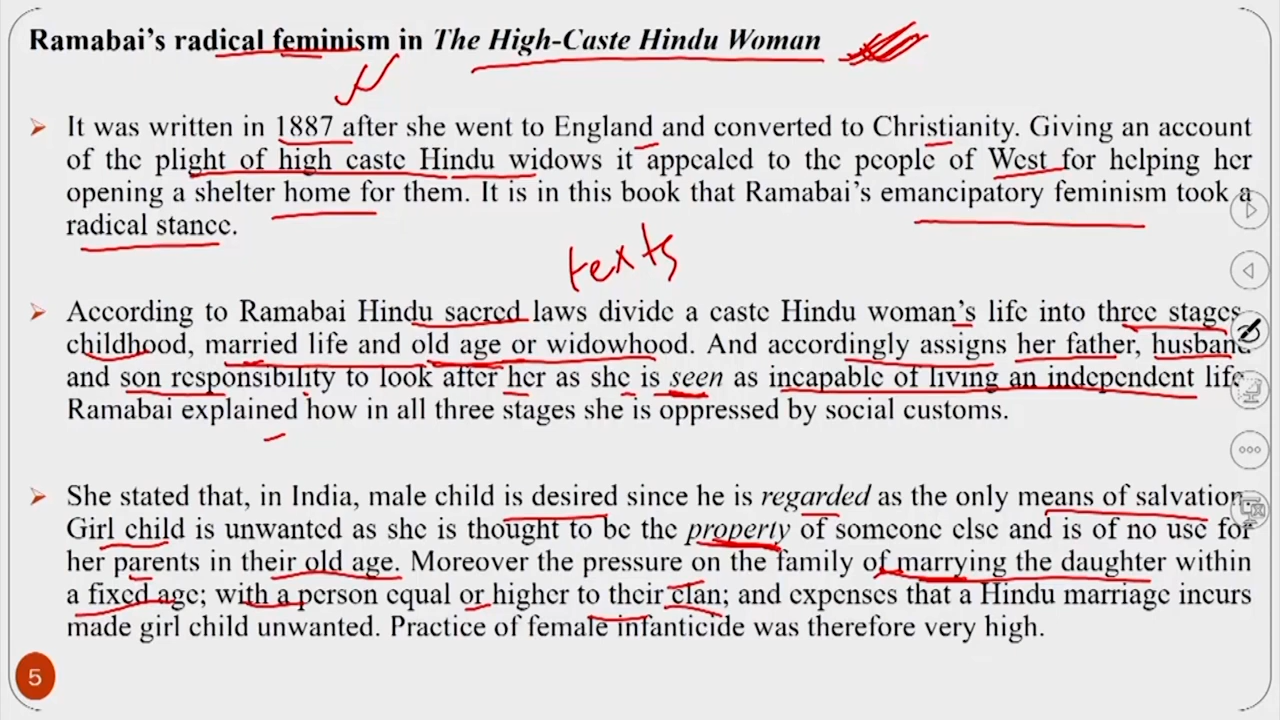 Ramabai's radical feminism in The High-Caste Hindu Woman
It was written in 1887 after she went to England and converted to Christianity. Giving an account
of the plight of high caste Hindu widows it appealed to the people of West for helping her
opening a shelter home for them. It is in this book that Ramabai's emancipatory feminism took a
radical stance.
texts
According to Ramabai Hindu sacred laws divide a caste Hindu woman's life into three stages,
childhood, married life and old age or widowhood. And accordingly assigns her father, husband
and son responsibility to look after her as she is seen as incapable of living an independent life.
Ramabai explained how in all three stages she is oppressed by social customs.
She stated that, in India, male child is desired since he is regarded as the only means of salvation.
Girl child is unwanted as she is thought to be the property of someone else and is of no use for
her parents in their old age. Moreover the pressure on the family of marrying the daughter within
a fixed age; with a person equal or higher to their clan; and expenses that a Hindu marriage incurs
made girl child unwanted. Practice of female infanticide was therefore very high.
5